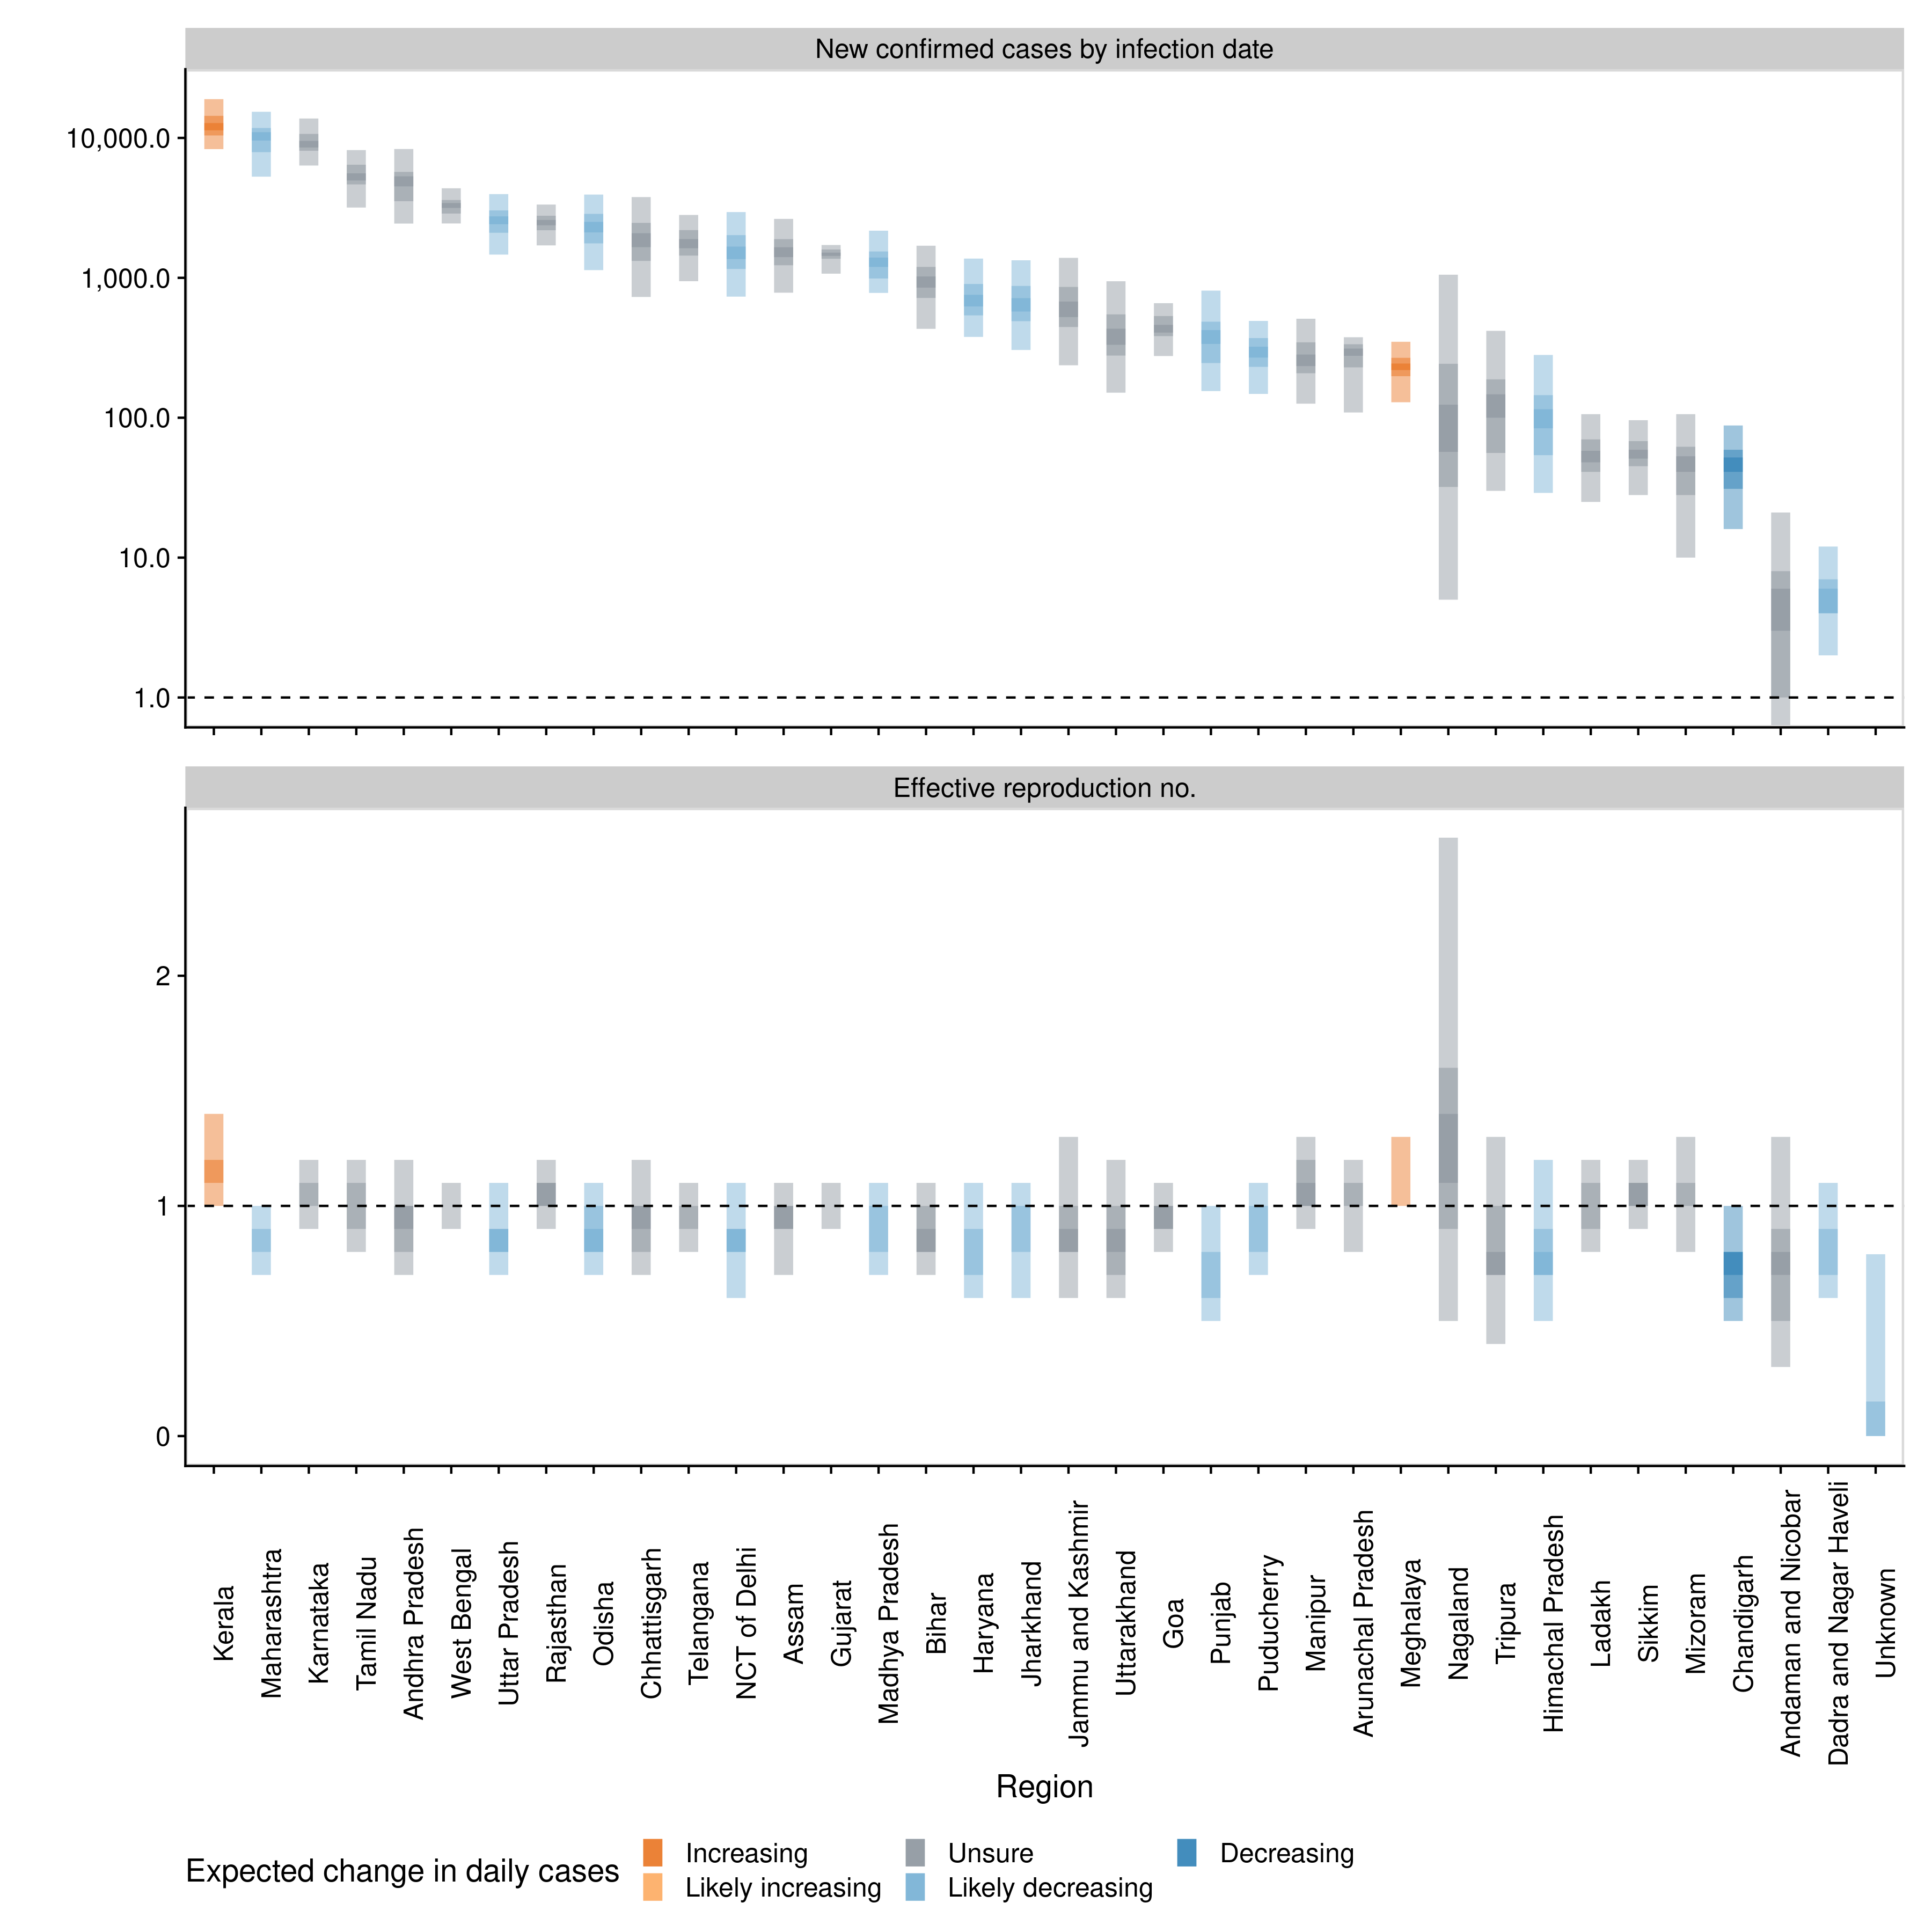 New confirmed cases by infection date
10,000.0
1,000.0
100.0
10.0
1.0
Effective reproduction no.
2
1
0
Kerala
Maharashtra
Karnataka
Tamil Nadu
Andhra Pradesh
West Bengal
Uttar Pradesh
Rajasthan
Odisha
Chhattisgarh
Telangana
NCT of Delhi
Assam
Gujarat
Madhya Pradesh
Bihar
Haryana
Jharkhand
Jammu and Kashmir
Uttarakhand
Goa
Punjab
Puducherry
Manipur
Arunachal Pradesh
Meghalaya
Nagaland
Tripura
Himachal Pradesh
Ladakh
Sikkim
Mizoram
Chandigarh
Andaman and Nicobar
Dadra and Nagar Haveli
Unknown
Region
Expected change in daily cases
Increasing
Likely increasing
Unsure
Likely decreasing
Decreasing